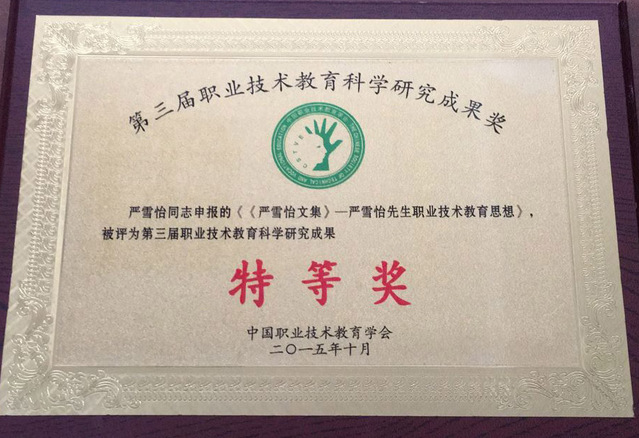 第三届职业技术教育科学研究成果奖
严雪怡同志申报的《《严雪怡文集》—严雪怡先生职业技术教育思想》，
被评为第三届职业技术教育科学研究成果
特等奖
中国职业技术教育学会
二〇一五年十月